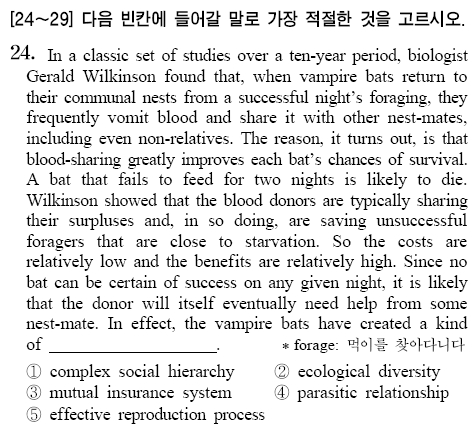 [24～29] 다음 빈칸에 들어갈 말로 가장 적절한 것을 고르시오.
24. In a classic set of studies over a ten-year period, biologist
Gerald Wilkinson found that, when vampire bats return to
their communal nests from a successful night's foraging, they
frequently vomit blood and share it with other nest-mates,
including even non-relatives. The reason, it turns out, is that
blood-sharing greatly improves each bat's chances of survival.
A bat that fails to feed for two nights is likely to die.
Wilkinson showed that the blood donors are typically sharing
their surpluses and, in so doing, are saving unsuccessful
foragers that are close to starvation. So the costs are
relatively low and the benefits are relatively high. Since no
bat can be certain of success on any given night, it is likely
that the donor will itself eventually need help from some
nest-mate. In effect, the vampire bats have created a kind
of ____________________. * forage: 먹이를 찾아다니다
① complex social hierarchy ② ecological diversity
③ mutual insurance system ④ parasitic relationship
⑤ effective reproduction process